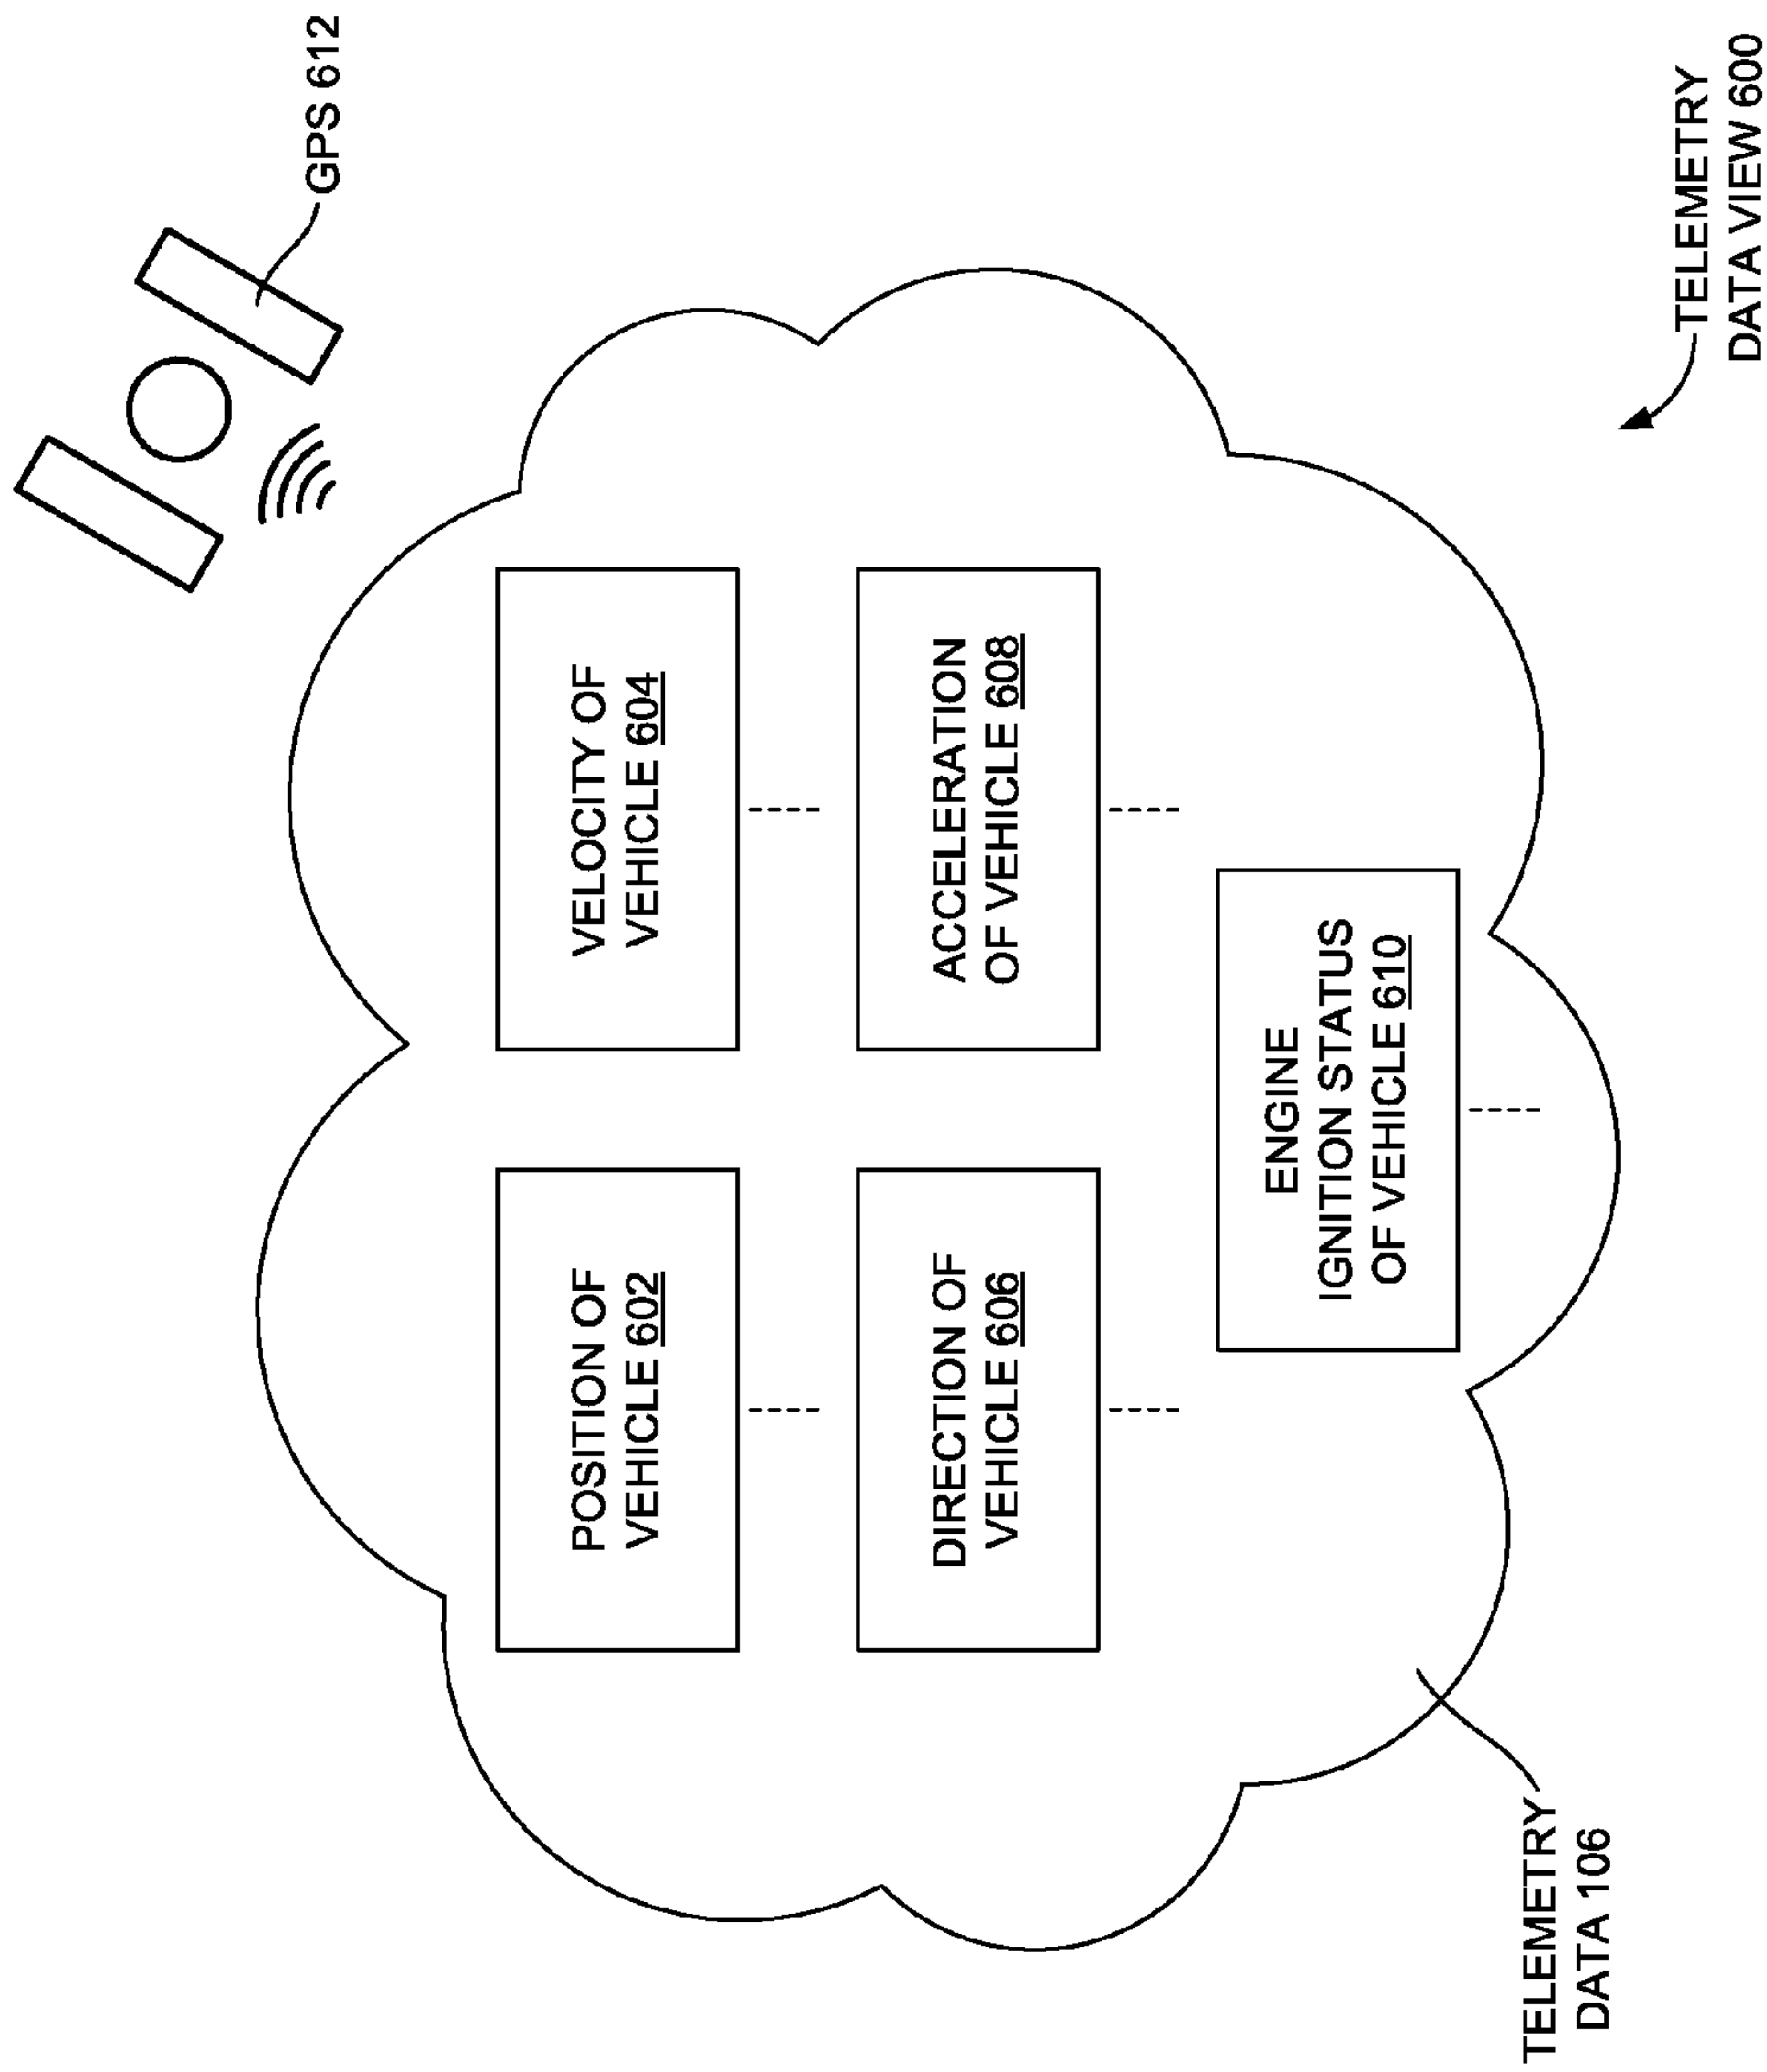 GPS 612
POSITION OF
VEHICLE 602
VELOCITY OF
VEHICLE 604
DIRECTION OF
VEHICLE 606
ACCELERATION
OF VEHICLE 608
ENGINE
IGNITION STATUS
OF VEHICLE 610
TELEMETRY
DATA 106
TELEMETRY
DATA VIEW 600